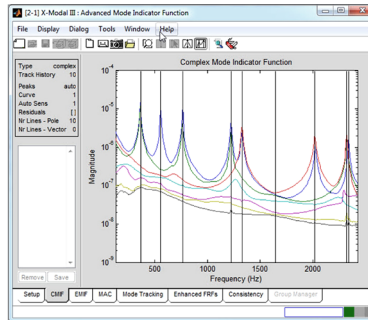 [2-1] X-Modal III : Advanced Mode Indicator Function
File Display Dialog Tools Window Help
Type complex
Track History 10
Peaks auto
Curve 1
Auto Sens 1
Residuals []
Nr Lines - Pole 10
Nr Lines - Vector 0
Remove Save
Complex Mode Indicator Function
Magnitude
10^-4
10^-5
10^-6
10^-7
10^-8
10^-9
500 1000 1500 2000
Frequency (Hz)
Setup CMIF EMIF MAC Mode Tracking Enhanced FRFs Consistency Group Manager